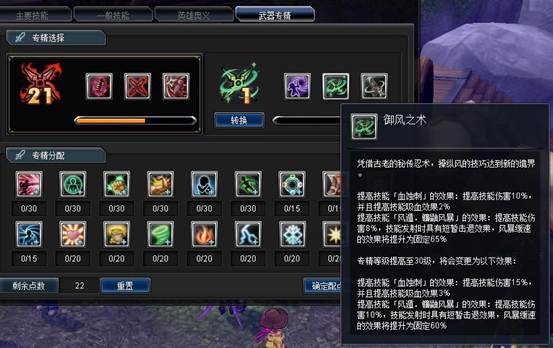 主要技能 一般技能 英雄奥义 武器专精
专精选择
21
1
转换
专精分配
0/30 0/30 0/30 0/30 0/30 0/30 0/15 0/10
0/20 0/15 0/20 0/20 0/20 0/20 0/20 0/15
剩余点数 22 重置 确定配点
御风之术
凭借古老的秘传忍术，操纵风的技巧达到新的境界
。
提高技能「血蚀刺」的效果：提高技能伤害10%，
并且提高技能吸血效果2%
提高技能「风遁、镰鼬风暴」的效果：提高技能伤
害8%，技能发射时具有短暂击退效果，风暴缓速
的效果将提升为固定65%
专精等级提高至30级，将会变更为以下效果：
提高技能「血蚀刺」的效果：提高技能伤害15%，
并且提高技能吸血效果3%
提高技能「风遁、镰鼬风暴」的效果：提高技能伤
害10%，技能发射时具有短暂击退效果，风暴缓速
的效果将提升为固定60%